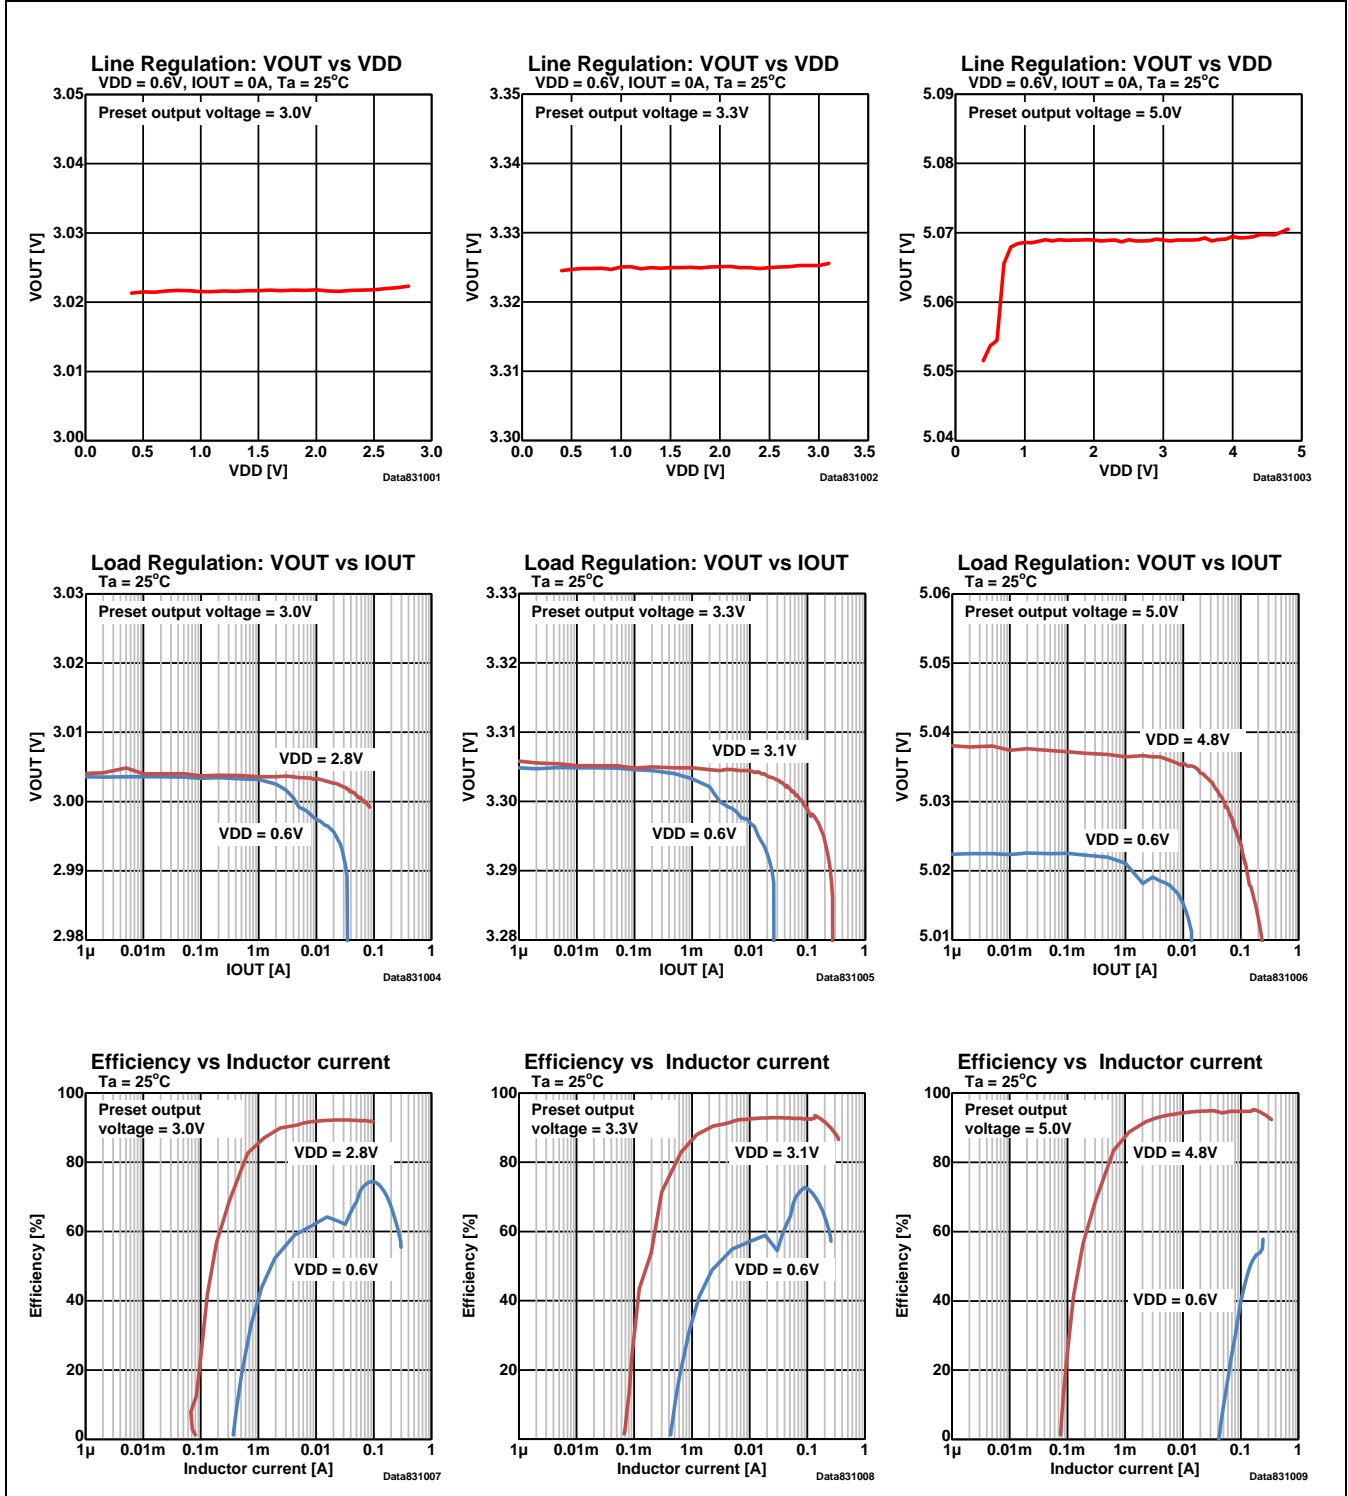 Line Regulation: VOUT vs VDD
VDD = 0.6V, IOUT = 0A, Ta = 25°C
Preset output voltage = 3.0V
3.05
3.04
3.03
3.02
3.01
3.00
VOUT [V]
0.0 0.5 1.0 1.5 2.0 2.5 3.0
VDD [V]
Data831001
Line Regulation: VOUT vs VDD
VDD = 0.6V, IOUT = 0A, Ta = 25°C
Preset output voltage = 3.3V
3.35
3.34
3.33
3.32
3.31
3.30
VOUT [V]
0.0 0.5 1.0 1.5 2.0 2.5 3.0 3.5
VDD [V]
Data831002
Line Regulation: VOUT vs VDD
VDD = 0.6V, IOUT = 0A, Ta = 25°C
Preset output voltage = 5.0V
5.09
5.08
5.07
5.06
5.05
5.04
VOUT [V]
0 1 2 3 4 5
VDD [V]
Data831003
Load Regulation: VOUT vs IOUT
Ta = 25°C
Preset output voltage = 3.0V
3.03
3.02
3.01
3.00
2.99
2.98
VOUT [V]
VDD = 2.8V
VDD = 0.6V
1µ 0.01m 0.1m 1m 0.01 0.1 1
IOUT [A]
Data831004
Load Regulation: VOUT vs IOUT
Ta = 25°C
Preset output voltage = 3.3V
3.33
3.32
3.31
3.30
3.29
3.28
VOUT [V]
VDD = 3.1V
VDD = 0.6V
1µ 0.01m 0.1m 1m 0.01 0.1 1
IOUT [A]
Data831005
Load Regulation: VOUT vs IOUT
Ta = 25°C
Preset output voltage = 5.0V
5.06
5.05
5.04
5.03
5.02
5.01
VOUT [V]
VDD = 4.8V
VDD = 0.6V
1µ 0.01m 0.1m 1m 0.01 0.1 1
IOUT [A]
Data831006
Efficiency vs Inductor current
Ta = 25°C
Preset output
voltage = 3.0V
100
80
60
40
20
0
Efficiency [%]
VDD = 2.8V
VDD = 0.6V
1µ 0.01m 0.1m 1m 0.01 0.1 1
Inductor current [A]
Data831007
Efficiency vs  Inductor current
Ta = 25°C
Preset output
voltage = 3.3V
100
80
60
40
20
0
Efficiency [%]
VDD = 3.1V
VDD = 0.6V
1µ 0.01m 0.1m 1m 0.01 0.1 1
Inductor current [A]
Data831008
Efficiency vs  Inductor current
Ta = 25°C
Preset output
voltage = 5.0V
100
80
60
40
20
0
Efficiency [%]
VDD = 4.8V
VDD = 0.6V
1µ 0.01m 0.1m 1m 0.01 0.1 1
Inductor current [A]
Data831009